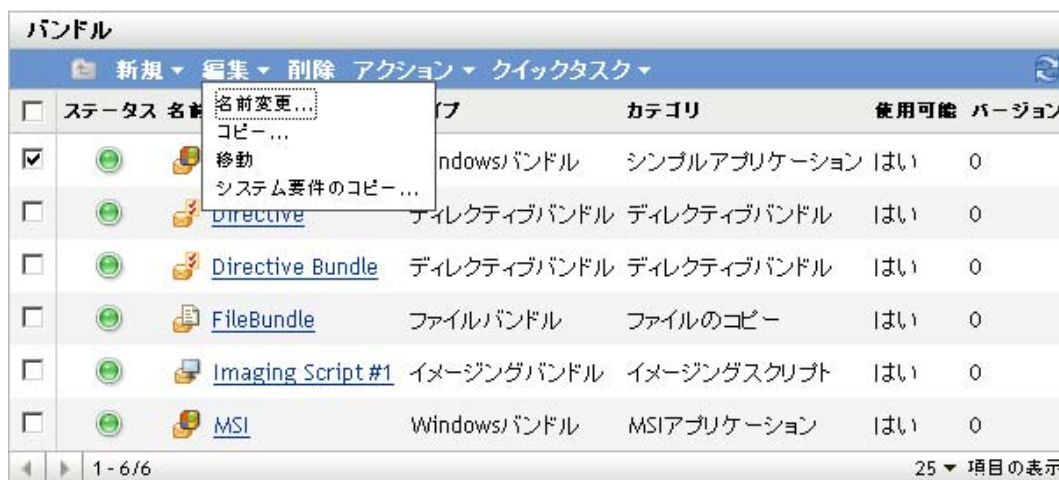 バンドル
新規 編集 削除 アクション クイックタスク
ステータス 名前 イプ カテゴリ 使用可能 バージョン
名前変更...
コピー...
移動
システム要件のコピー...
ndowsバンドル シンプルアプリケーション はい 0
Directive ディレクティブバンドル ディレクティブバンドル はい 0
Directive Bundle ディレクティブバンドル ディレクティブバンドル はい 0
FileBundle ファイルバンドル ファイルのコピー はい 0
Imaging Script #1 イメージングバンドル イメージングスクリプト はい 0
MSI Windowsバンドル MSIアプリケーション はい 0
1 - 6/6 25 項目の表示